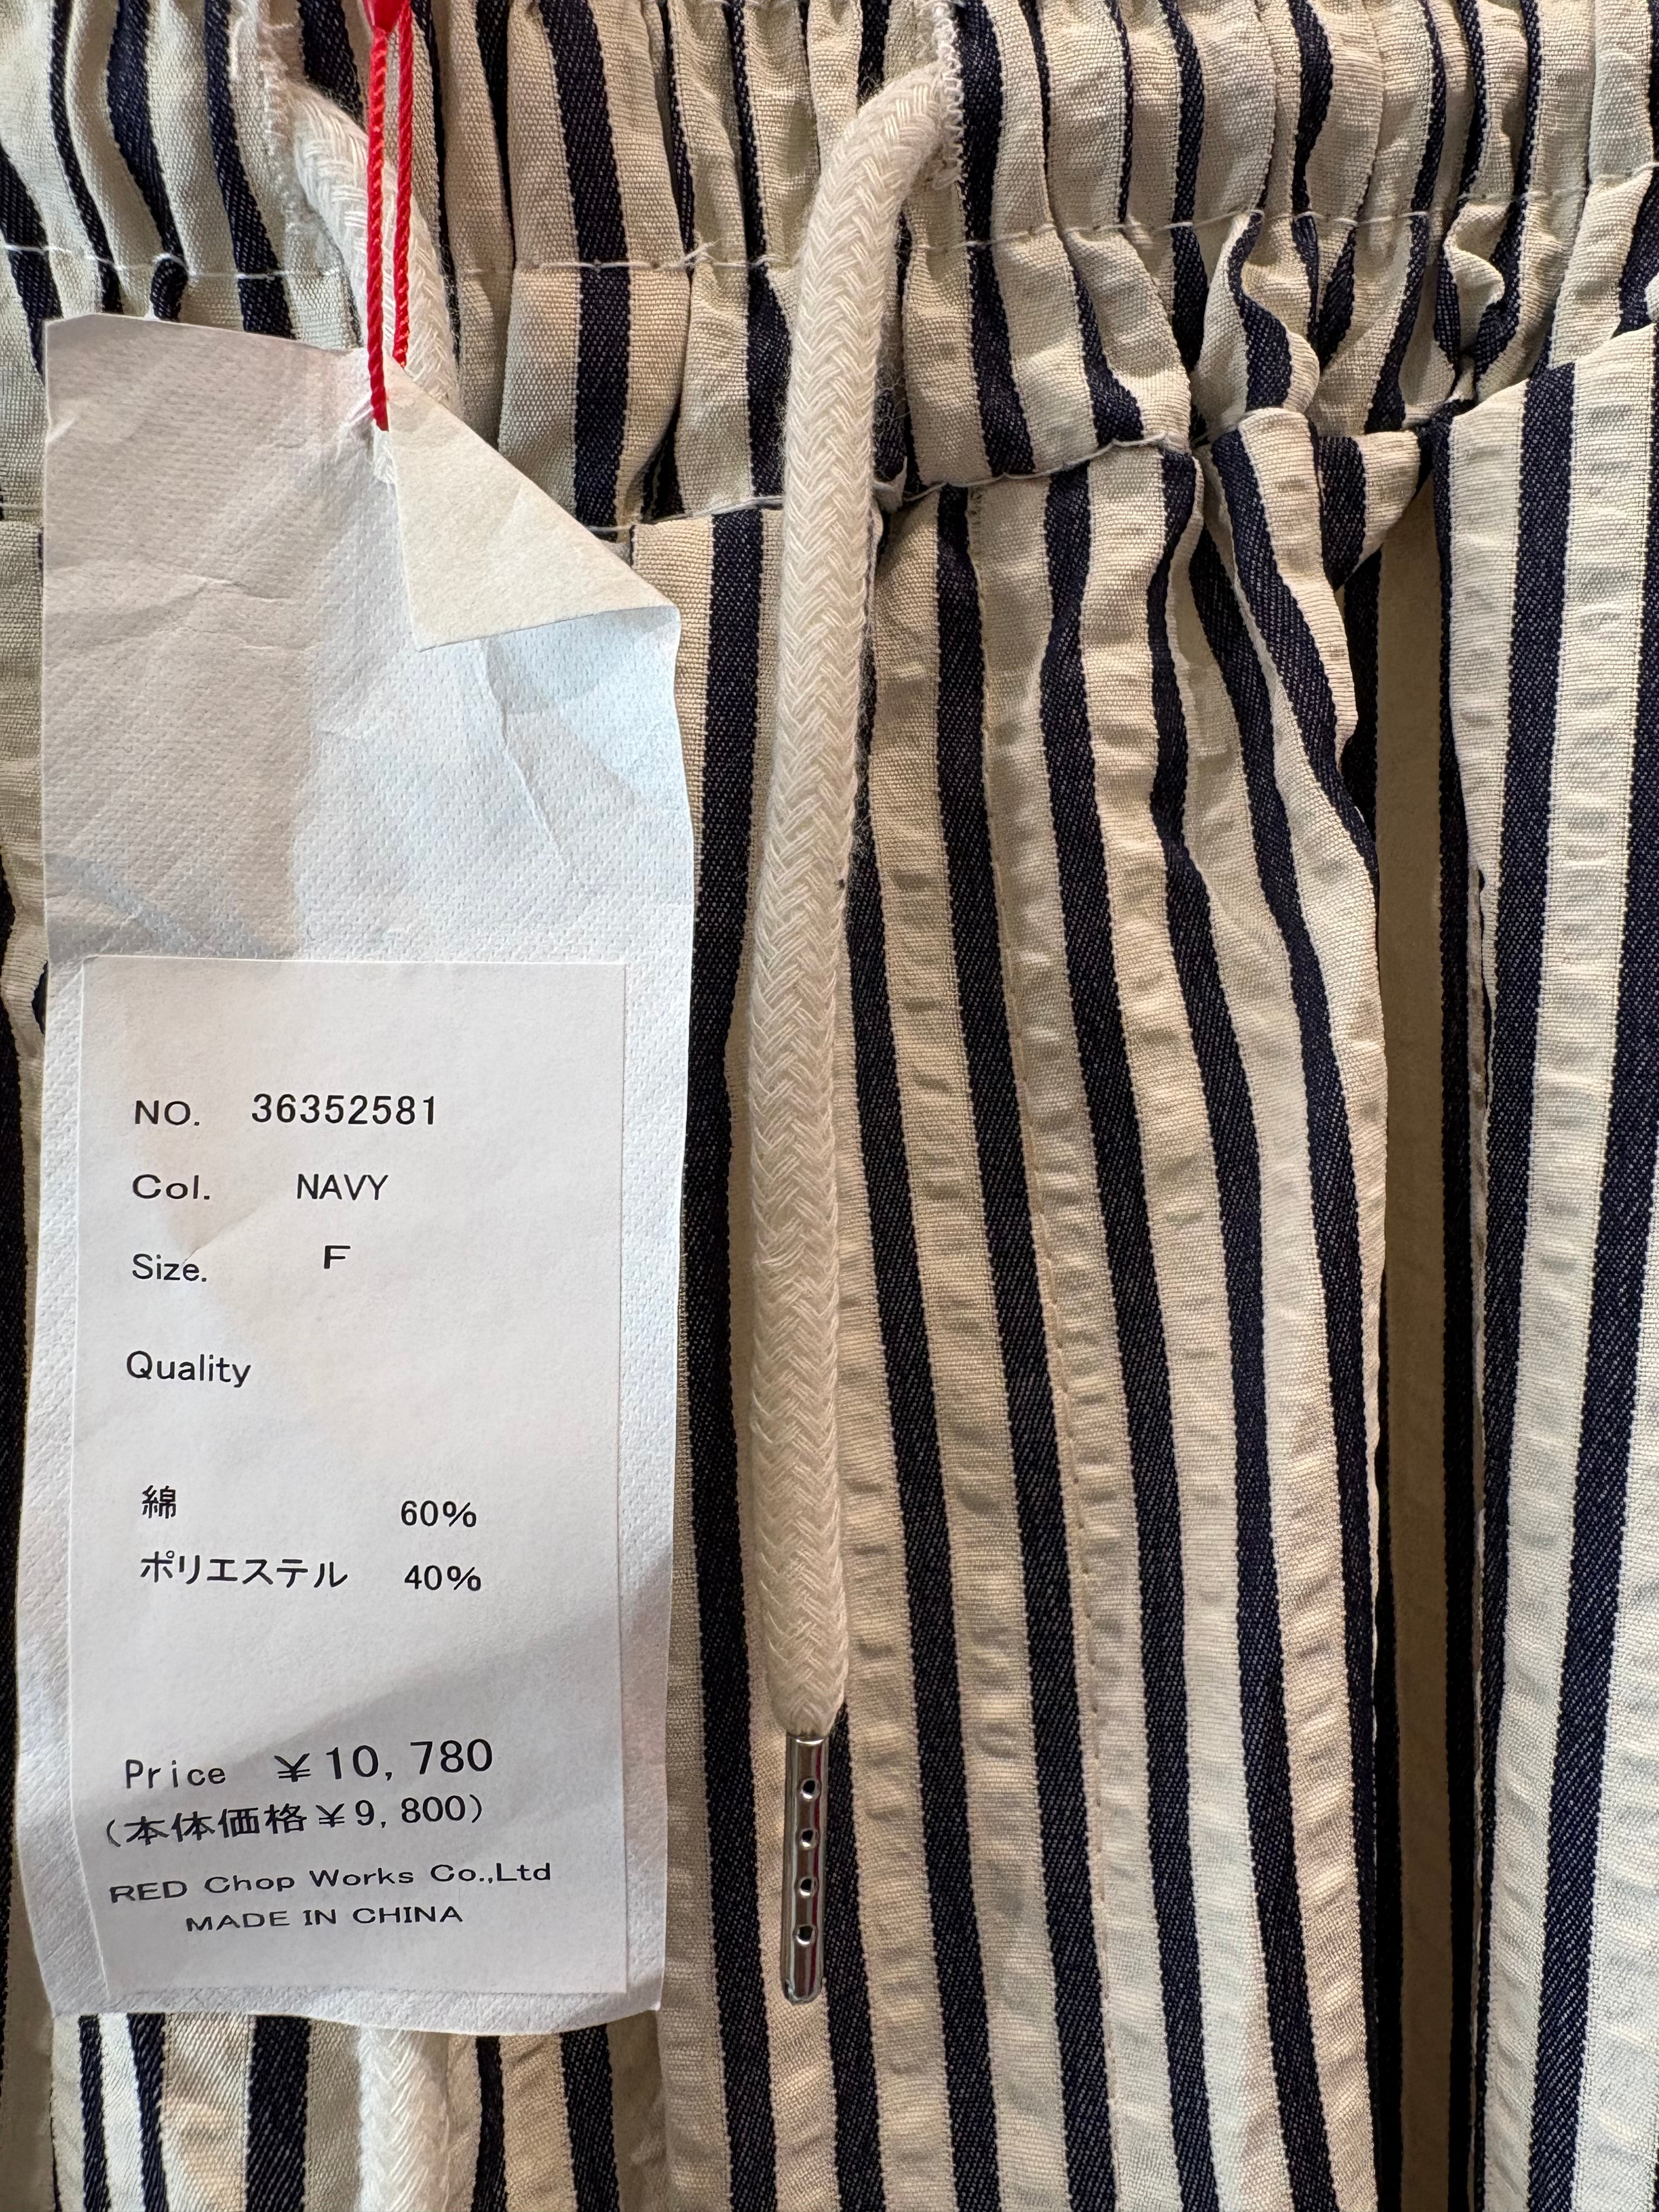 NO. 36352581
Col. NAVY
Size. F
Quality
綿 60%
ポリエステル 40%
Price ￥10,780
(本体価格￥9,800)
RED Chop Works Co.,Ltd
MADE IN CHINA